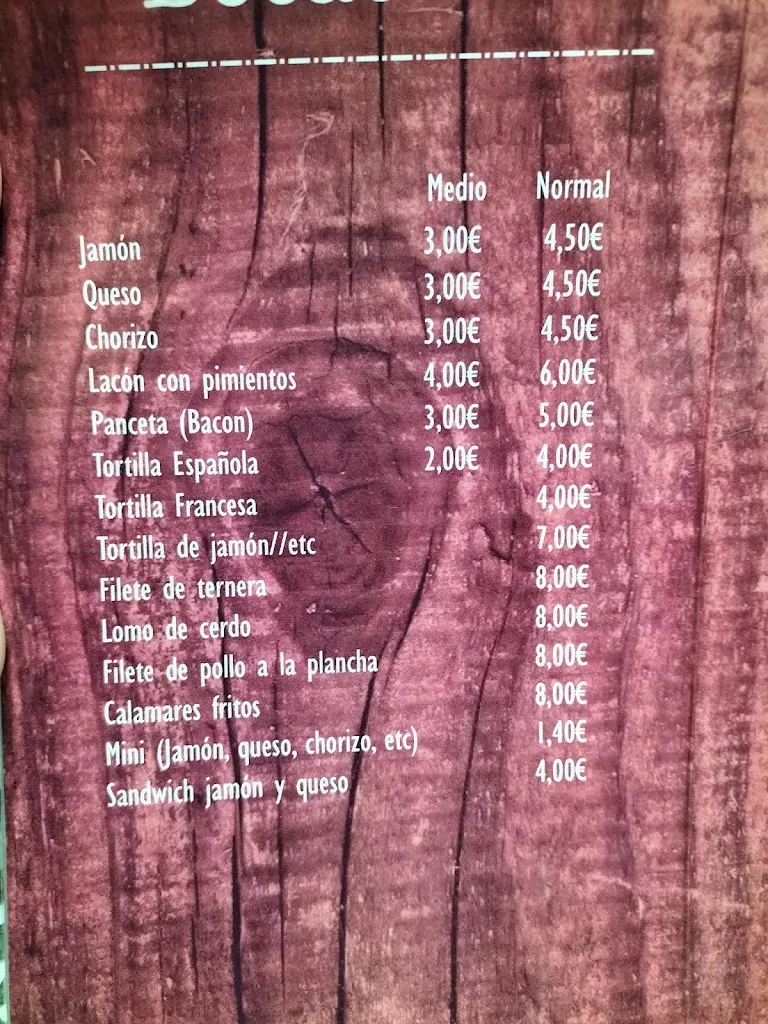 Medio Normal
Jamón 3,00€ 4,50€
Queso 3,00€ 4,50€
Chorizo 3,00€ 4,50€
Lacón con pimientos 4,00€ 6,00€
Panceta (Bacon) 3,00€ 5,00€
Tortilla Española 2,00€ 4,00€
Tortilla Francesa 4,00€
Tortilla de jamón//etc 7,00€
Filete de ternera 8,00€
Lomo de cerdo 8,00€
Filete de pollo a la plancha 8,00€
Calamares fritos 8,00€
Mini (Jamón, queso, chorizo, etc) 1,40€
Sandwich jamón y queso 4,00€